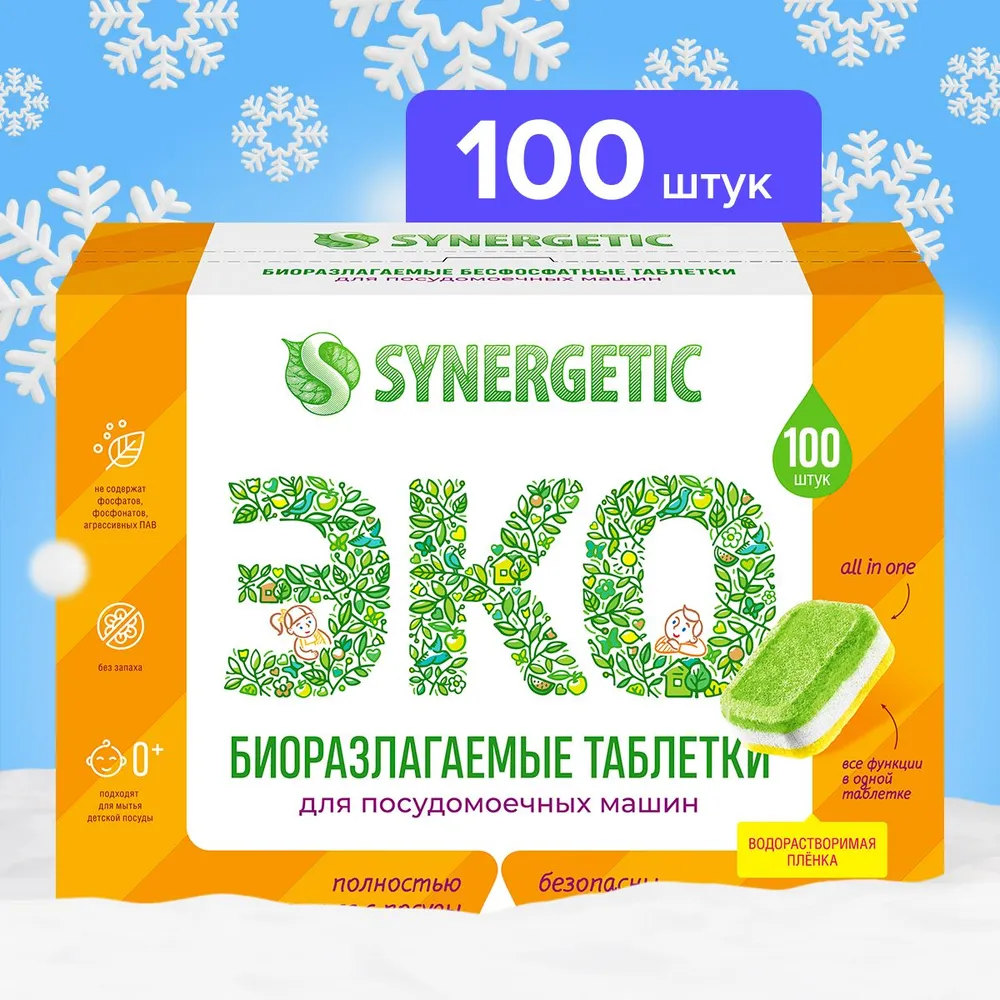 100 штук
SYNERGETIC
БИОРАЗЛАГАЕМЫЕ БЕСФОСФАТНЫЕ ТАБЛЕТКИ
для посудомоечных машин
SYNERGETIC
100
штук
не содержат
фосфатов,
фосфонатов,
агрессивных ПАВ
ЭКО
all in one
без запаха
0+
подходят
для мытья
детской посуды
БИОРАЗЛАГАЕМЫЕ ТАБЛЕТКИ
для посудомоечных машин
все функции
в одной
таблетке
ВОДОРАСТВОРИМАЯ
ПЛЁНКА
полностью
безопасны